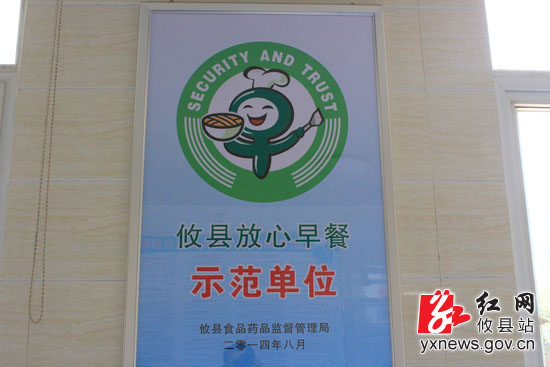 SECURITY AND TRUST
攸县放心早餐
示范单位
攸县食品药品监督管理局
二零一四年八月
红网
攸县站
yxnews.gov.cn